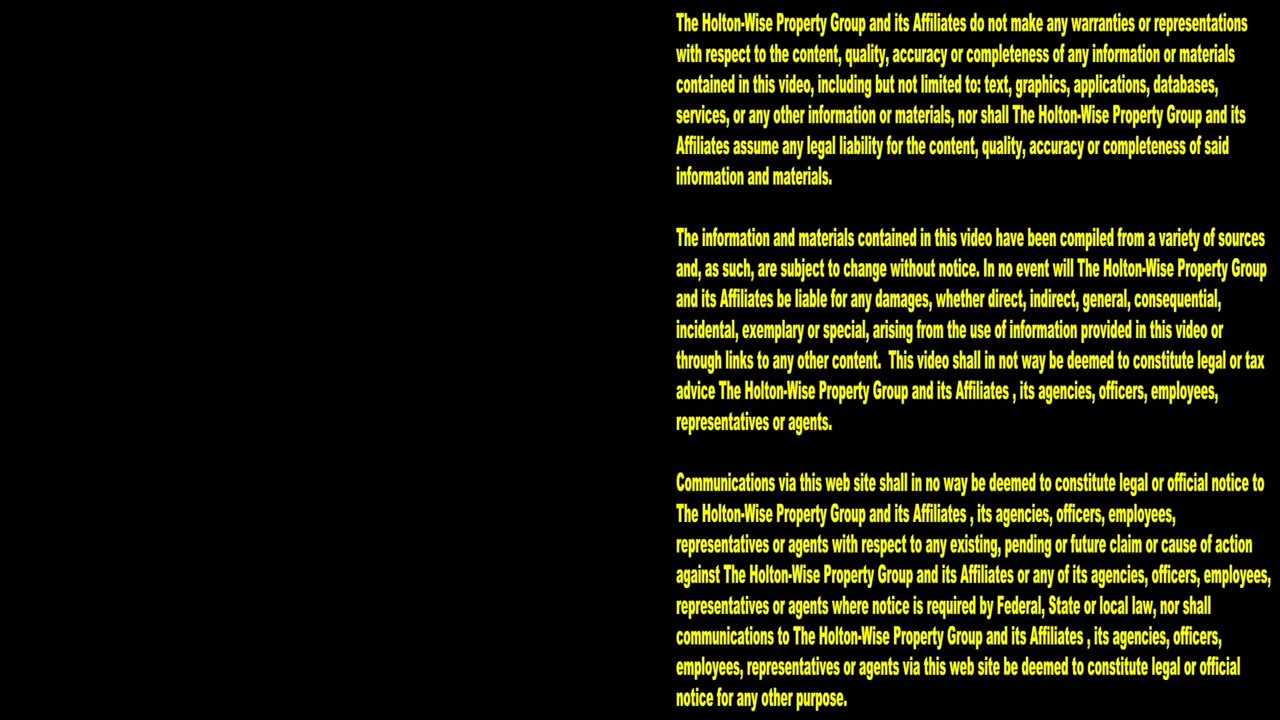 The Holton-Wise Property Group and its Affiliates do not make any warranties or representations
with respect to the content, quality, accuracy or completeness of any information or materials
contained in this video, including but not limited to: text, graphics, applications, databases,
services, or any other information or materials, nor shall The Holton-Wise Property Group and its
Affiliates assume any legal liability for the content, quality, accuracy or completeness of said
information and materials.
The information and materials contained in this video have been compiled from a variety of sources
and, as such, are subject to change without notice. In no event will The Holton-Wise Property Group
and its Affiliates be liable for any damages, whether direct, indirect, general, consequential,
incidental, exemplary or special, arising from the use of information provided in this video or
through links to any other content.  This video shall in not way be deemed to constitute legal or tax
advice The Holton-Wise Property Group and its Affiliates , its agencies, officers, employees,
representatives or agents.
Communications via this web site shall in no way be deemed to constitute legal or official notice to
The Holton-Wise Property Group and its Affiliates , its agencies, officers, employees,
representatives or agents with respect to any existing, pending or future claim or cause of action
against The Holton-Wise Property Group and its Affiliates or any of its agencies, officers, employees,
representatives or agents where notice is required by Federal, State or local law, nor shall
communications to The Holton-Wise Property Group and its Affiliates , its agencies, officers,
employees, representatives or agents via this web site be deemed to constitute legal or official
notice for any other purpose.